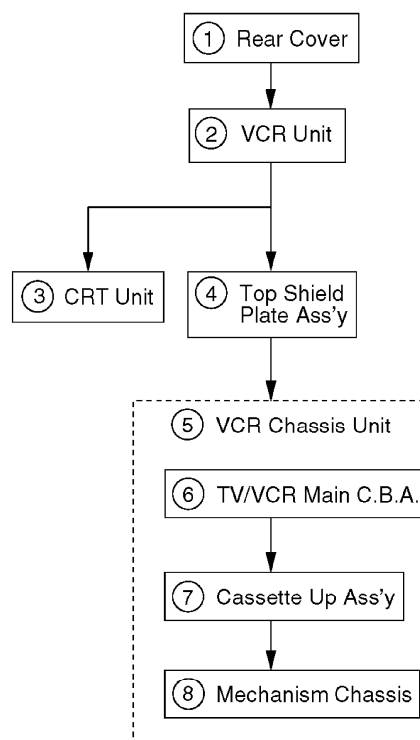 1 Rear Cover
2 VCR Unit
3 CRT Unit
4 Top Shield
Plate Ass'y
5 VCR Chassis Unit
6 TV/VCR Main C.B.A.
7 Cassette Up Ass'y
8 Mechanism Chassis